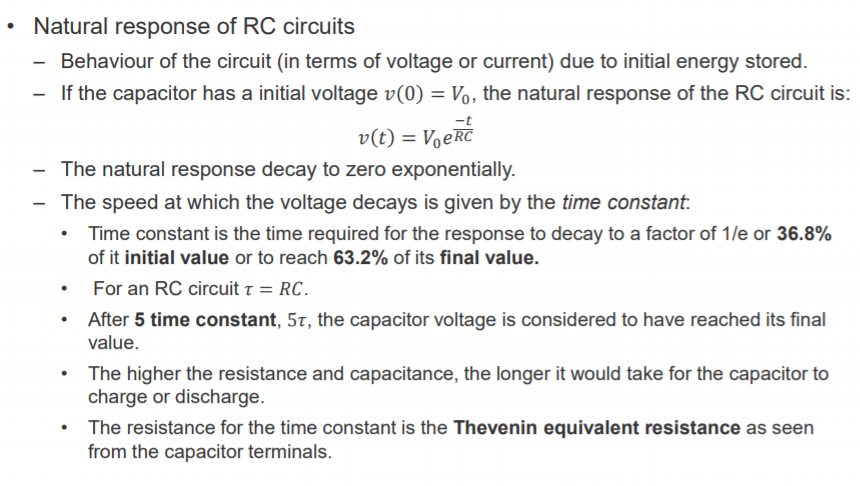 • Natural response of RC circuits
– Behaviour of the circuit (in terms of voltage or current) due to initial energy stored.
– If the capacitor has a initial voltage v(0) = V₀, the natural response of the RC circuit is:
v(t) = V₀e^(-t/RC)
– The natural response decay to zero exponentially.
– The speed at which the voltage decays is given by the time constant:
• Time constant is the time required for the response to decay to a factor of 1/e or 36.8%
of it initial value or to reach 63.2% of its final value.
• For an RC circuit τ = RC.
• After 5 time constant, 5τ, the capacitor voltage is considered to have reached its final
value.
• The higher the resistance and capacitance, the longer it would take for the capacitor to
charge or discharge.
• The resistance for the time constant is the Thevenin equivalent resistance as seen
from the capacitor terminals.